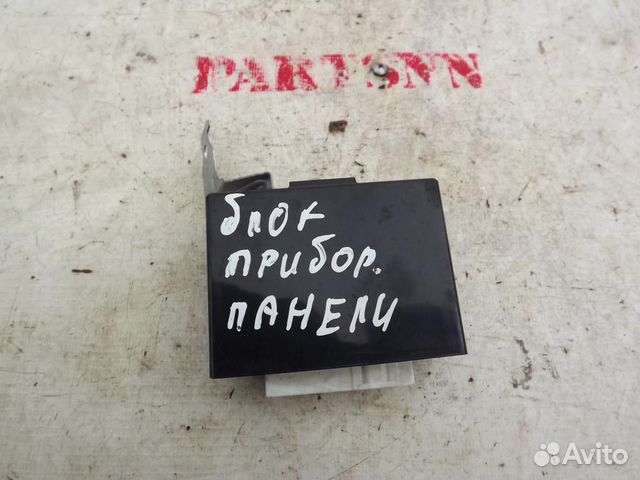 PARTSNN
блок
прибор.
панели
Avito